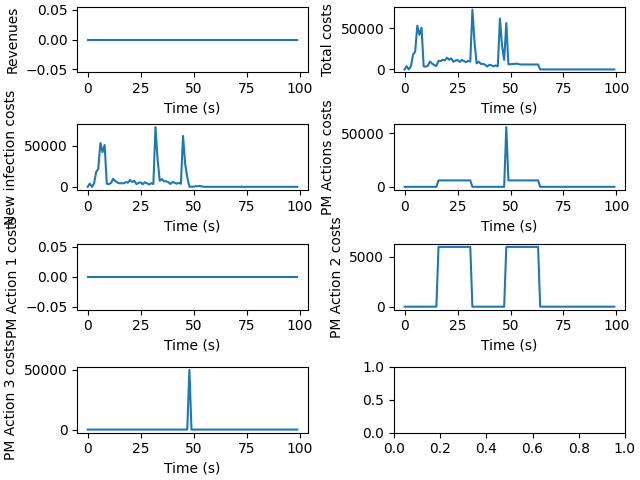 Revenues
0.05
0.00
−0.05
0 25 50 75 100
Time (s)
Total costs
50000
0
0 25 50 75 100
Time (s)
New infection costs
50000
0
0 25 50 75 100
Time (s)
PM Actions costs
50000
0
0 25 50 75 100
Time (s)
PM Action 1 costs
0.05
0.00
−0.05
0 25 50 75 100
Time (s)
PM Action 2 costs
5000
0
0 25 50 75 100
Time (s)
PM Action 3 costs
50000
0
0 25 50 75 100
Time (s)
1.0
0.5
0.0
0.0 0.2 0.4 0.6 0.8 1.0